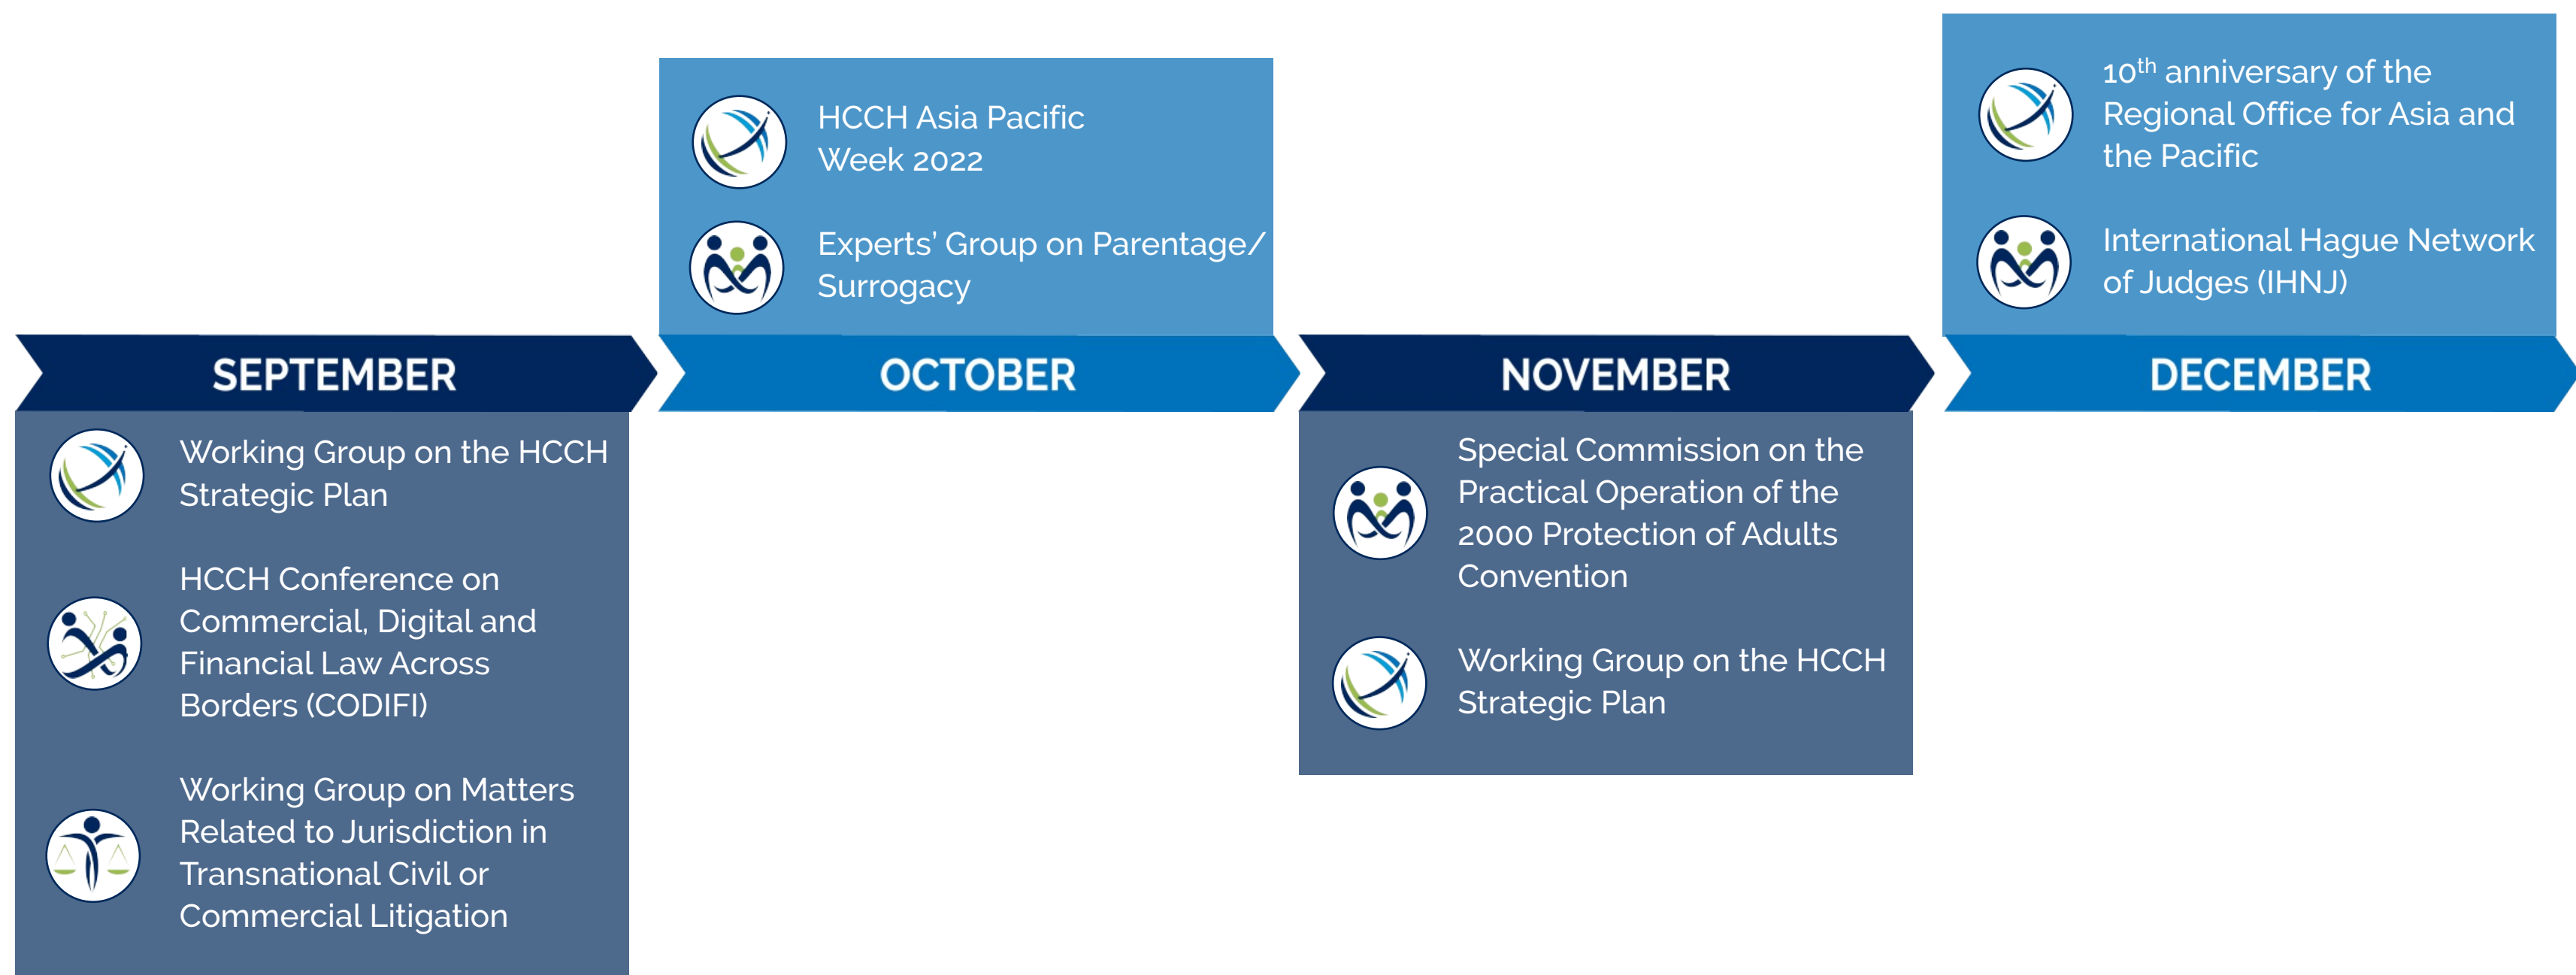 SEPTEMBER
Working Group on the HCCH
Strategic Plan
HCCH Conference on
Commercial, Digital and
Financial Law Across
Borders (CODIFI)
Working Group on Matters
Related to Jurisdiction in
Transnational Civil or
Commercial Litigation
HCCH Asia Pacific
Week 2022
Experts’ Group on Parentage/
Surrogacy
OCTOBER
NOVEMBER
Special Commission on the
Practical Operation of the
2000 Protection of Adults
Convention
Working Group on the HCCH
Strategic Plan
10th anniversary of the
Regional Office for Asia and
the Pacific
International Hague Network
of Judges (IHNJ)
DECEMBER